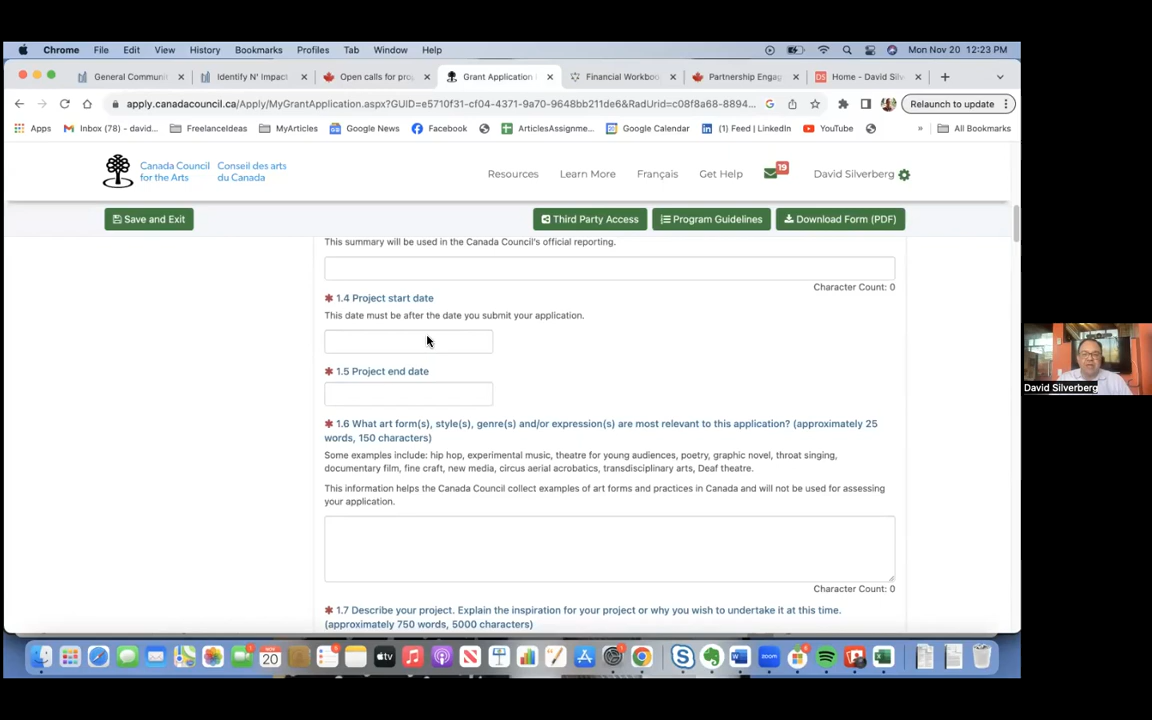 Chrome File Edit View History Bookmarks Profiles Tab Window Help Mon Nov 20 12:23 PM
General Communi Identify N' Impact Open calls for pro Grant Application Financial Workboo Partnership Engag Home - David Silve
apply.canadacouncil.ca/Apply/MyGrantApplication.aspx?GUID=e5710f31-cf04-4371-9a70-9648bb211de6&RadUrid=c08f8a68-8894... Relaunch to update
Apps Inbox (78) - david... FreelanceIdeas MyArticles Google News Facebook ArticlesAssignme... Google Calendar (1) Feed | LinkedIn YouTube » All Bookmarks
Canada Council for the Arts
Conseil des arts du Canada
Resources Learn More Français Get Help 19 David Silverberg
Save and Exit Third Party Access Program Guidelines Download Form (PDF)
This summary will be used in the Canada Council's official reporting.
Character Count: 0
✱ 1.4 Project start date
This date must be after the date you submit your application.
✱ 1.5 Project end date
✱ 1.6 What art form(s), style(s), genre(s) and/or expression(s) are most relevant to this application? (approximately 25
words, 150 characters)
Some examples include: hip hop, experimental music, theatre for young audiences, poetry, graphic novel, throat singing,
documentary film, fine craft, new media, circus aerial acrobatics, transdisciplinary arts, Deaf theatre.
This information helps the Canada Council collect examples of art forms and practices in Canada and will not be used for assessing
your application.
Character Count: 0
✱ 1.7 Describe your project. Explain the inspiration for your project or why you wish to undertake it at this time.
(approximately 750 words, 5000 characters)
David Silverberg
NOV
20
tv
zoom